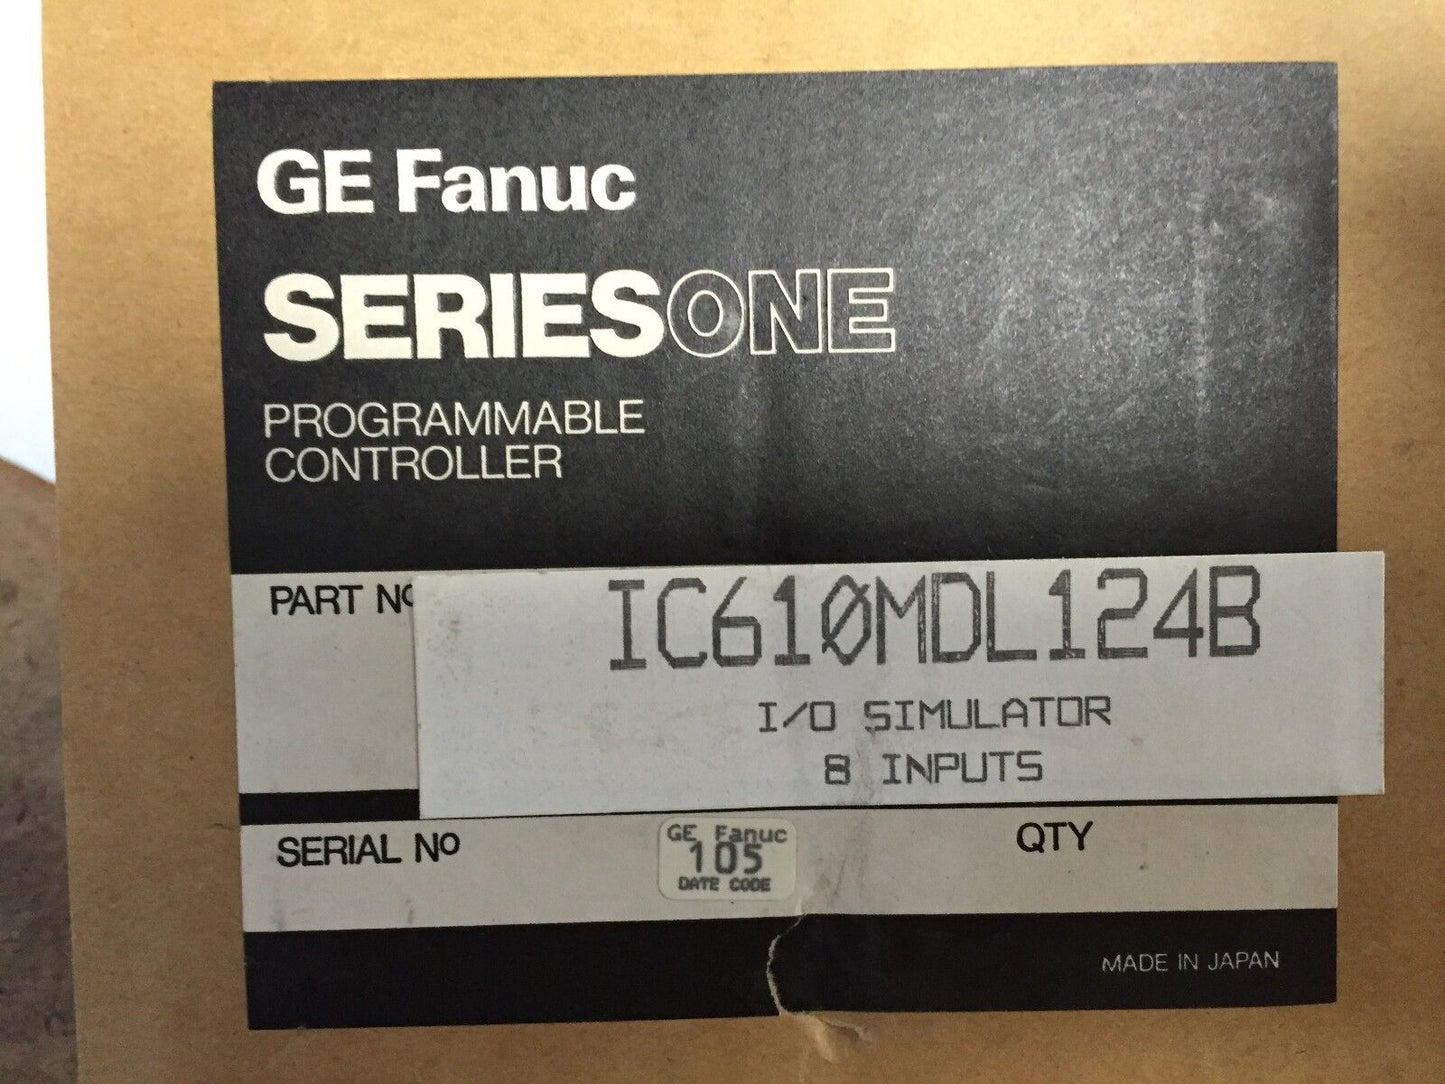 GE Fanuc
SERIESONE
PROGRAMMABLE
CONTROLLER
PART No
IC610MDL124B
I/O SIMULATOR
8 INPUTS
SERIAL No
GE Fanuc
105
DATE CODE
QTY
MADE IN JAPAN